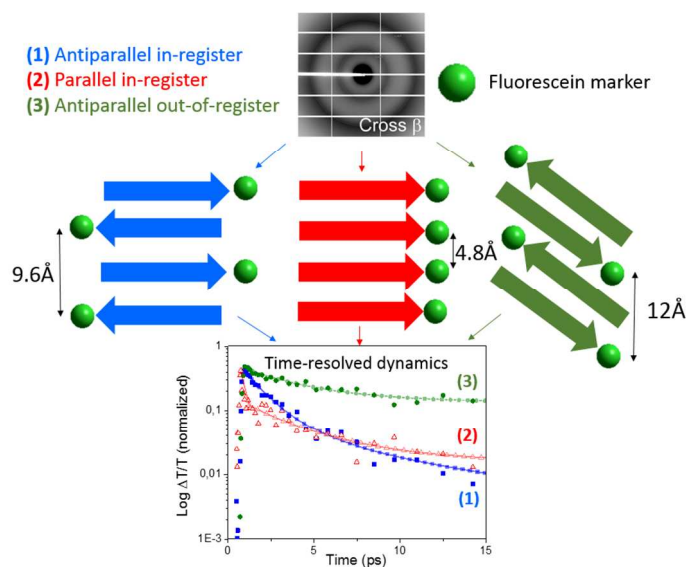 (1) Antiparallel in-register
(2) Parallel in-register
(3) Antiparallel out-of-register
Cross β
Fluorescein marker
9.6Å
4.8Å
12Å
Time-resolved dynamics
(3)
(2)
(1)
Log ΔT/T (normalized)
1
0,1
0,01
1E-3
0
5
10
15
Time (ps)